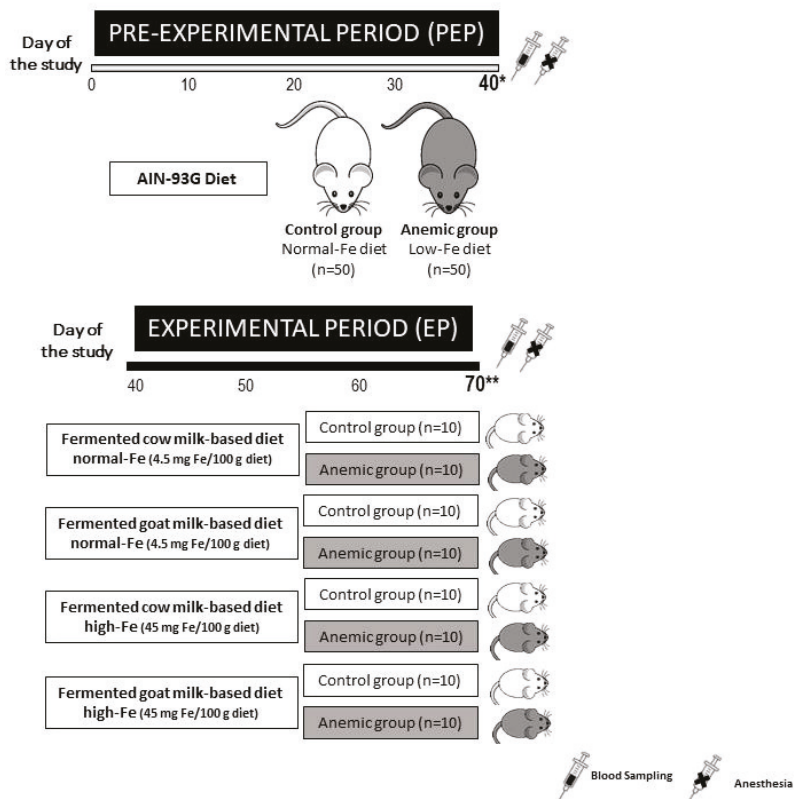 PRE-EXPERIMENTAL PERIOD (PEP)
Day of
the study
0 10 20 30 40*
AIN-93G Diet
Control group
Normal-Fe diet
(n=50)
Anemic group
Low-Fe diet
(n=50)
EXPERIMENTAL PERIOD (EP)
Day of
the study
40 50 60 70**
Fermented cow milk-based diet
normal-Fe (4.5 mg Fe/100 g diet)
Control group (n=10)
Anemic group (n=10)
Fermented goat milk-based diet
normal-Fe (4.5 mg Fe/100 g diet)
Control group (n=10)
Anemic group (n=10)
Fermented cow milk-based diet
high-Fe (45 mg Fe/100 g diet)
Control group (n=10)
Anemic group (n=10)
Fermented goat milk-based diet
high-Fe (45 mg Fe/100 g diet)
Control group (n=10)
Anemic group (n=10)
Blood Sampling
Anesthesia